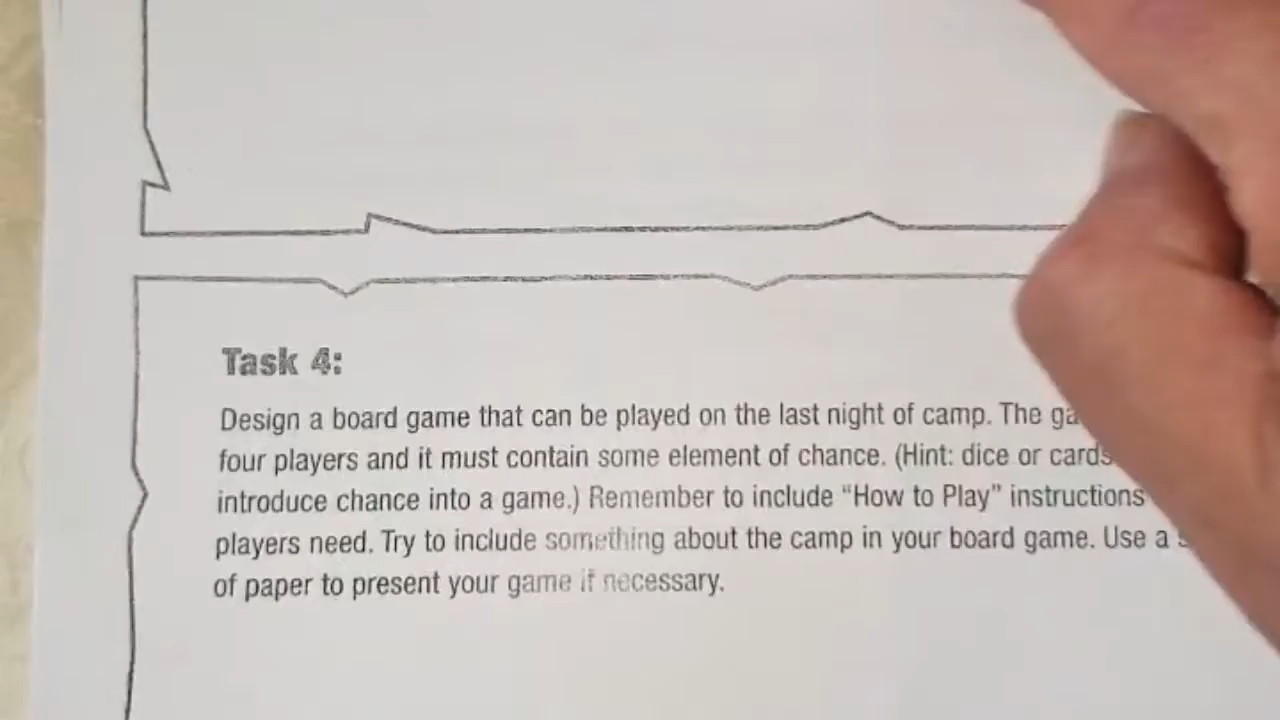 Task 4:
Design a board game that can be played on the last night of camp. The
four players and it must contain some element of chance. (Hint: dice or cards
introduce chance into a game.) Remember to include “How to Play” instructions
players need. Try to include something about the camp in your board game. Use a
of paper to present your game if necessary.